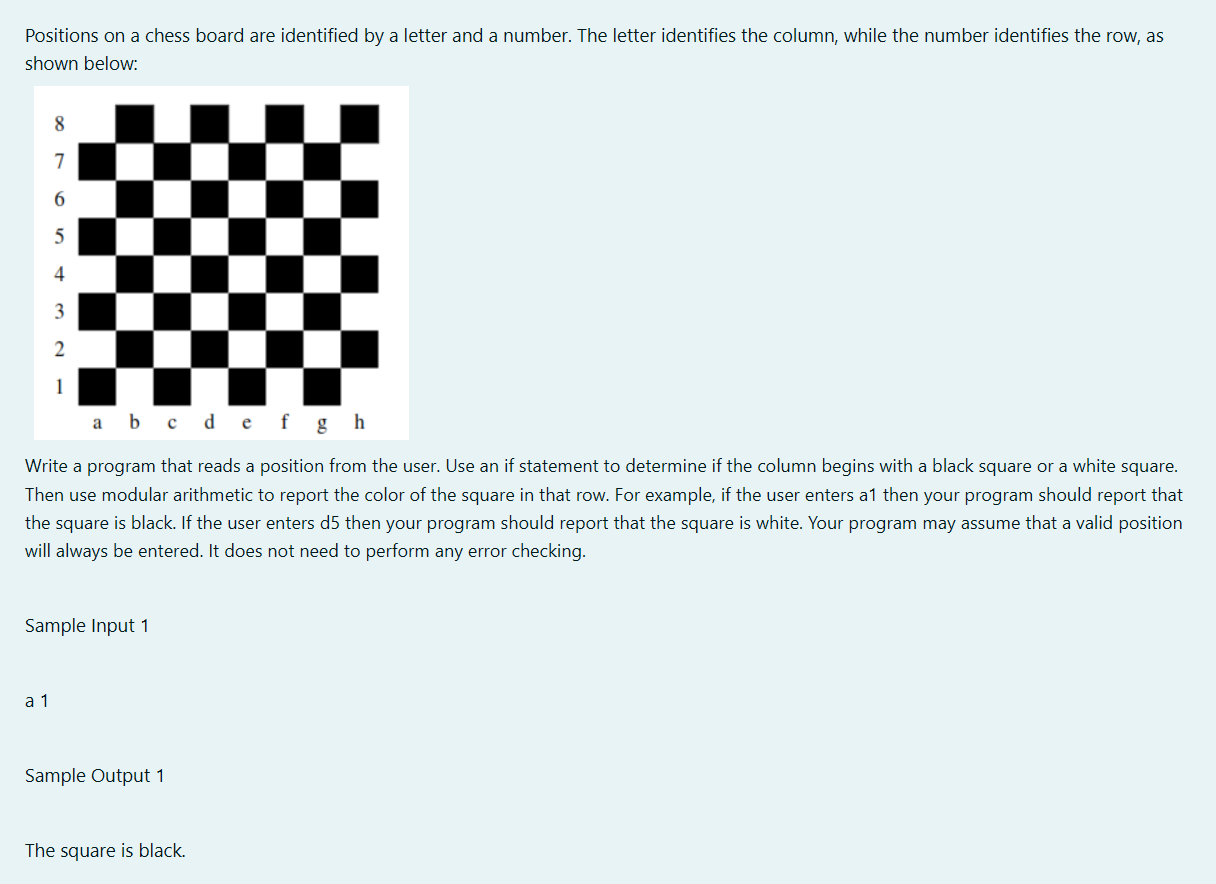 Positions on a chess board are identified by a letter and a number. The letter identifies the column, while the number identifies the row, as
shown below:
8
7
6
5
4
3
2
1
a b c d e f g h
Write a program that reads a position from the user. Use an if statement to determine if the column begins with a black square or a white square.
Then use modular arithmetic to report the color of the square in that row. For example, if the user enters a1 then your program should report that
the square is black. If the user enters d5 then your program should report that the square is white. Your program may assume that a valid position
will always be entered. It does not need to perform any error checking.
Sample Input 1
a 1
Sample Output 1
The square is black.